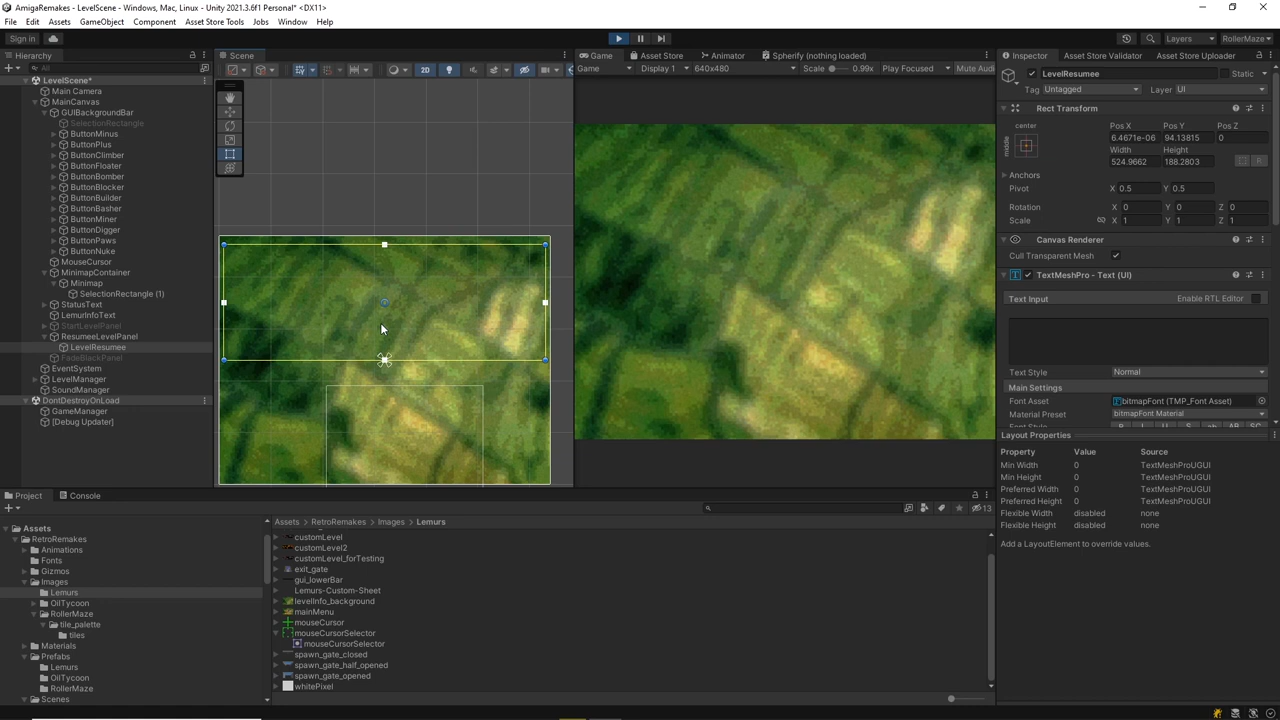 AmigaRemakes - LevelScene - Windows, Mac, Linux - Unity 2021.3.6f1 Personal* <DX11>
File Edit Assets GameObject Component Asset Store Tools Jobs Window Help
Sign in
Layers
RollerMaze
Hierarchy
All
LevelScene*
Main Camera
MainCanvas
GUIBackgroundBar
SelectionRectangle
ButtonMinus
ButtonPlus
ButtonClimber
ButtonFloater
ButtonBomber
ButtonBlocker
ButtonBuilder
ButtonBasher
ButtonMiner
ButtonDigger
ButtonPaws
ButtonNuke
MouseCursor
MinimapContainer
Minimap
SelectionRectangle (1)
StatusText
LemurInfoText
StartLevelPanel
ResumeeLevelPanel
LevelResumee
FadeBlackPanel
EventSystem
LevelManager
SoundManager
DontDestroyOnLoad
GameManager
[Debug Updater]
Scene
2D
Game Asset Store Animator Spherify (nothing loaded)
Game Display 1 640x480 Scale 0.99x Play Focused Mute Audi
Inspector Asset Store Validator Asset Store Uploader
LevelResumee Static
Tag Untagged Layer UI
Rect Transform
center Pos X Pos Y Pos Z
middle 6.4671e-06 94.13815 0
Width Height
524.9662 188.2803 R
Anchors
Pivot X 0.5 Y 0.5
Rotation X 0 Y 0 Z 0
Scale X 1 Y 1 Z 1
Canvas Renderer
Cull Transparent Mesh
TextMeshPro - Text (UI)
Text Input Enable RTL Editor
Text Style Normal
Main Settings
Font Asset bitmapFont (TMP_Font Asset)
Material Preset bitmapFont Material
Layout Properties
Property Value Source
Min Width 0 TextMeshProUGUI
Min Height 0 TextMeshProUGUI
Preferred Width 0 TextMeshProUGUI
Preferred Height 0 TextMeshProUGUI
Flexible Width disabled none
Flexible Height disabled none
Add a LayoutElement to override values.
Project Console
13
Assets
RetroRemakes
Animations
Fonts
Gizmos
Images
Lemurs
OilTycoon
RollerMaze
tile_palette
tiles
Materials
Prefabs
Lemurs
OilTycoon
RollerMaze
Scenes
Assets > RetroRemakes > Images > Lemurs
customLevel
customLevel2
customLevel_forTesting
exit_gate
gui_lowerBar
Lemurs-Custom-Sheet
levelInfo_background
mainMenu
mouseCursor
mouseCursorSelector
mouseCursorSelector
spawn_gate_closed
spawn_gate_half_opened
spawn_gate_opened
whitePixel